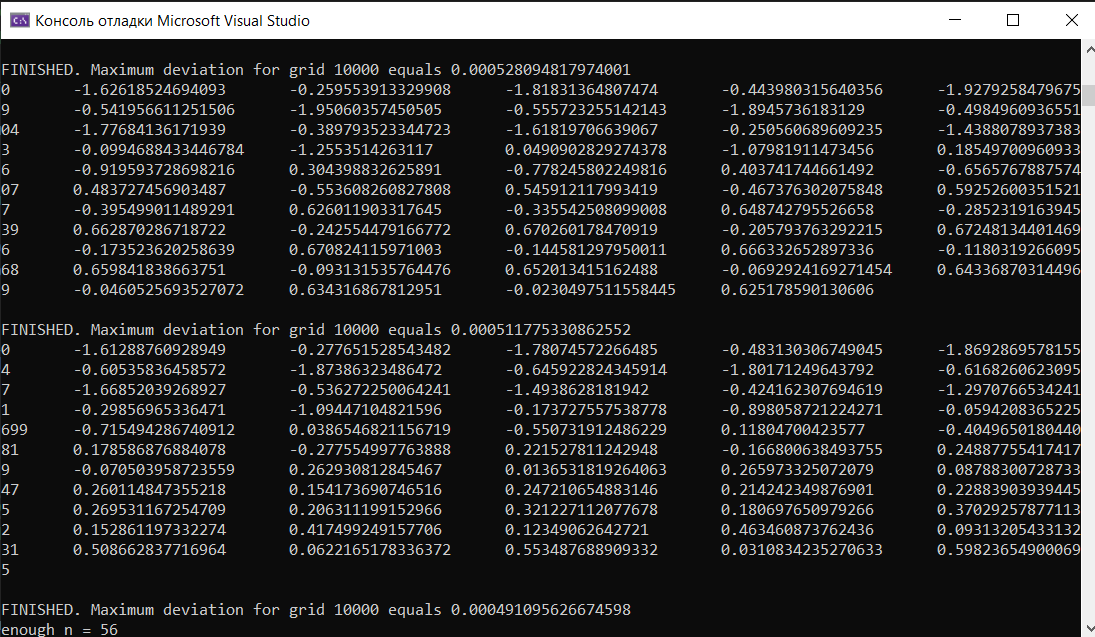 Консоль отладки Microsoft Visual Studio
FINISHED. Maximum deviation for grid 10000 equals 0.000528094817974001
0 -1.62618524694093 -0.259553913329908 -1.81831364807474 -0.443980315640356 -1.9279258479675
9 -0.541956611251506 -1.95060357450505 -0.555723255142143 -1.8945736183129 -0.4984960936551
04 -1.77684136171939 -0.389793523344723 -1.61819706639067 -0.250560689609235 -1.4388078937383
3 -0.0994688433446784 -1.2553514263117 0.0490902829274378 -1.07981911473456 0.18549700960933
6 -0.919593728698216 0.304398832625891 -0.778245802249816 0.403741744661492 -0.6565767887574
07 0.483727456903487 -0.553608260827808 0.545912117993419 -0.467376302075848 0.59252600351521
7 -0.395499011489291 0.626011903317645 -0.335542508099008 0.648742795526658 -0.2852319163945
39 0.662870286718722 -0.242554479166772 0.670260178470919 -0.205793763292215 0.67248134401469
6 -0.173523620258639 0.670824115971003 -0.144581297950011 0.666332652897336 -0.1180319266095
68 0.659841838663751 -0.093131535764476 0.652013415162488 -0.0692924169271454 0.64336870314496
9 -0.0460525693527072 0.634316867812951 -0.0230497511558445 0.625178590130606
FINISHED. Maximum deviation for grid 10000 equals 0.000511775330862552
0 -1.61288760928949 -0.277651528543482 -1.78074572266485 -0.483130306749045 -1.8692869578155
4 -0.60535836458572 -1.87386323486472 -0.645922824345914 -1.80171249643792 -0.6168260623095
7 -1.66852039268927 -0.536272250064241 -1.4938628181942 -0.424162307694619 -1.2970766534241
1 -0.29856965336471 -1.09447104821596 -0.173727557538778 -0.898058721224271 -0.0594208365225
699 -0.715494286740912 0.0386546821156719 -0.550731912486229 0.11804700423577 -0.4049650180440
81 0.178586876884078 -0.277554997763888 0.221527811242948 -0.166800638493755 0.24887755417417
9 -0.070503958723559 0.262930812845467 0.0136531819264063 0.265973325072079 0.08788300728733
47 0.260114847355218 0.154173690746516 0.247210654883146 0.214242349876901 0.22883903939445
5 0.269531167254709 0.206311199152966 0.321227112077678 0.180697650979266 0.37029257877113
2 0.152861197332274 0.417499249157706 0.12349062642721 0.463460873762436 0.09313205433132
31 0.508662837716964 0.0622165178336372 0.553487688909332 0.0310834235270633 0.59823654900069
5
FINISHED. Maximum deviation for grid 10000 equals 0.000491095626674598
enough n = 56